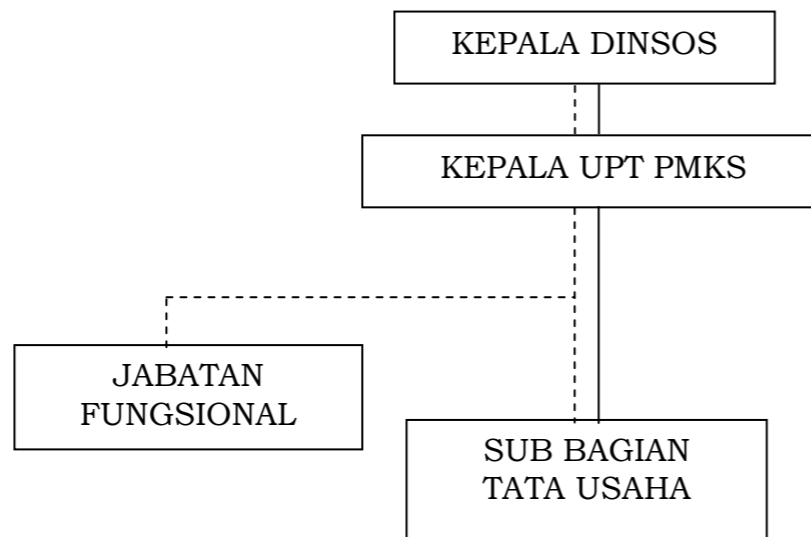 KEPALA DINSOS
KEPALA UPT PMKS
JABATAN
FUNGSIONAL
SUB BAGIAN
TATA USAHA